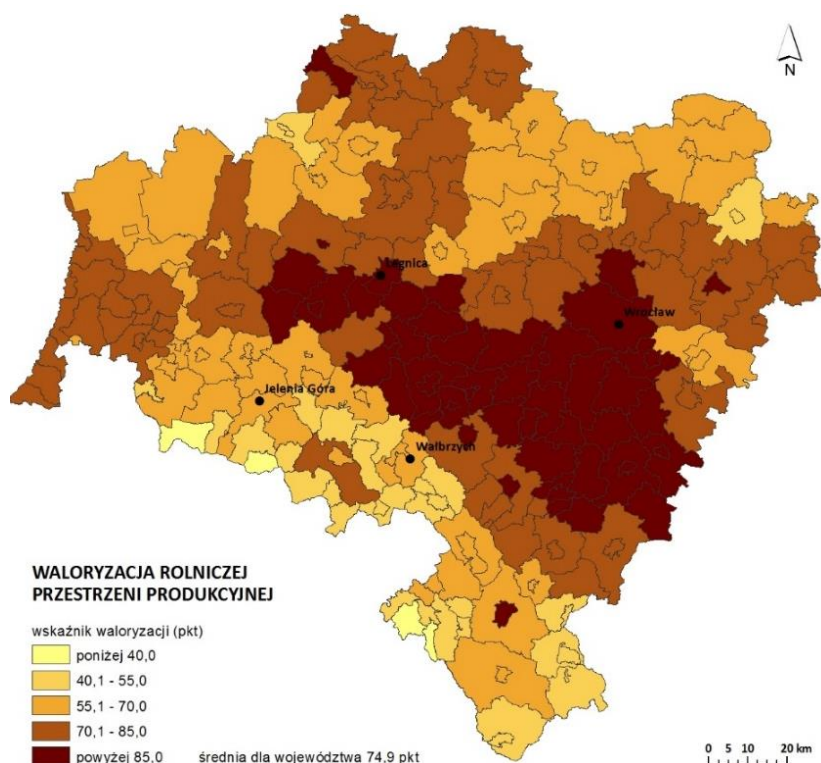 N
Legnica
Wrocław
Jelenia Góra
Wałbrzych
WALORYZACJA ROLNICZEJ
PRZESTRZENI PRODUKCYJNEJ
wskaźnik waloryzacji (pkt)
poniżej 40,0
40,1 - 55,0
55,1 - 70,0
70,1 - 85,0
powyżej 85,0 średnia dla województwa 74,9 pkt
0 5 10 20 km